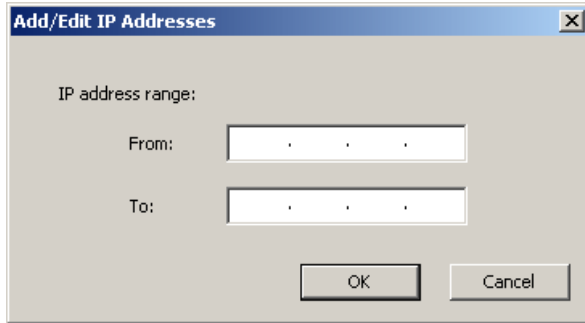 Add/Edit IP Addresses
IP address range:
From: . . .
To: . . .
OK Cancel